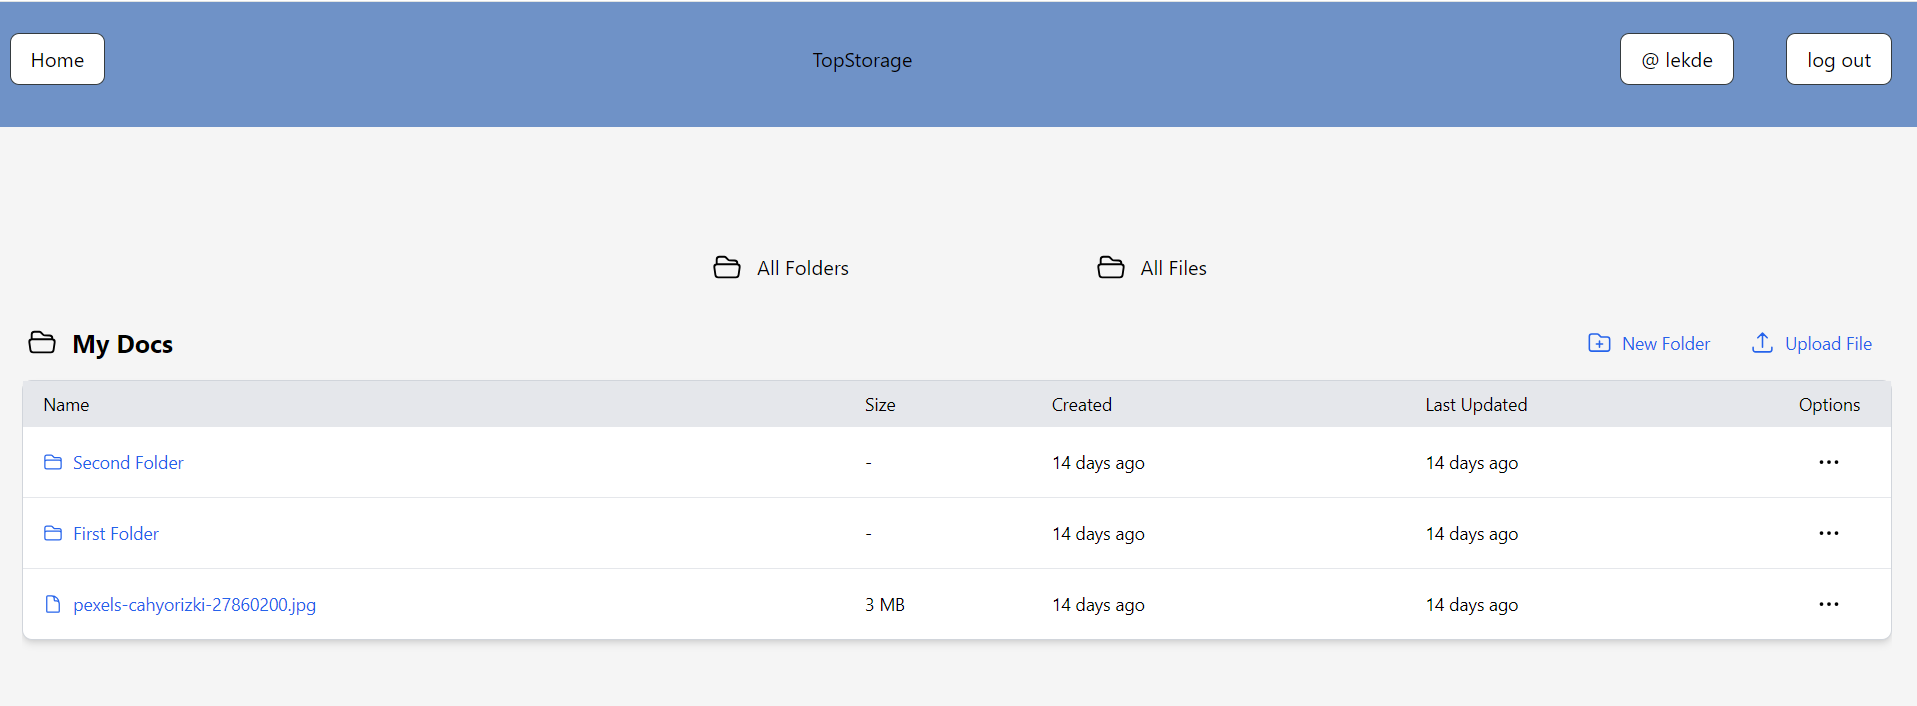 Home TopStorage @ lekde log out
All Folders All Files
My Docs New Folder Upload File
Name Size Created Last Updated Options
Second Folder - 14 days ago 14 days ago ...
First Folder - 14 days ago 14 days ago ...
pexels-cahyorizki-27860200.jpg 3 MB 14 days ago 14 days ago ...